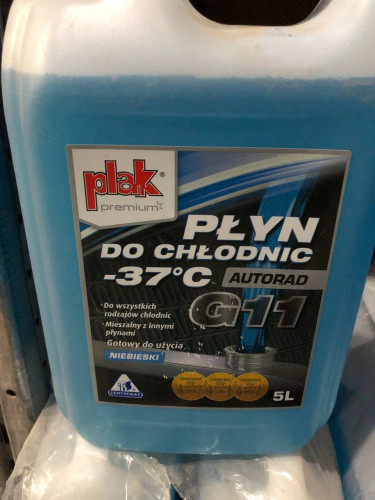 plak®
premium
PŁYN
DO CHŁODNIC
-37°C
AUTORAD
G11
·Do wszystkich
rodzajów chłodnic
·Mieszalny z innymi
płynami
Gotowy do użycia
NIEBIESKI
CERTYFIKAT
5L